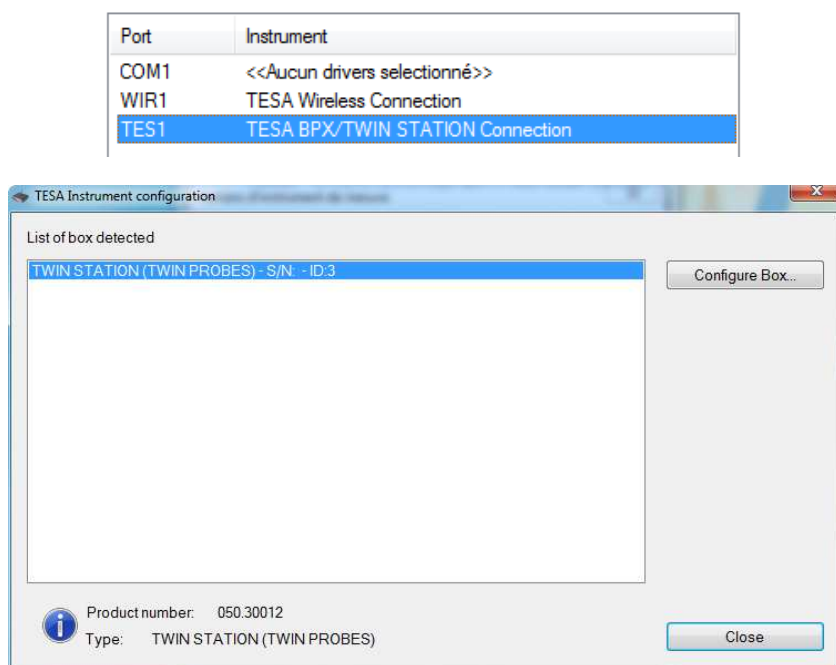 Port Instrument
COM1 <<Aucun drivers selectionné>>
WIR1 TESA Wireless Connection
TES1 TESA BPX/TWIN STATION Connection
TESA Instrument configuration
List of box detected
TWIN STATION (TWIN PROBES) - S/N: - ID:3
Configure Box...
Product number: 050.30012
Type: TWIN STATION (TWIN PROBES)
Close